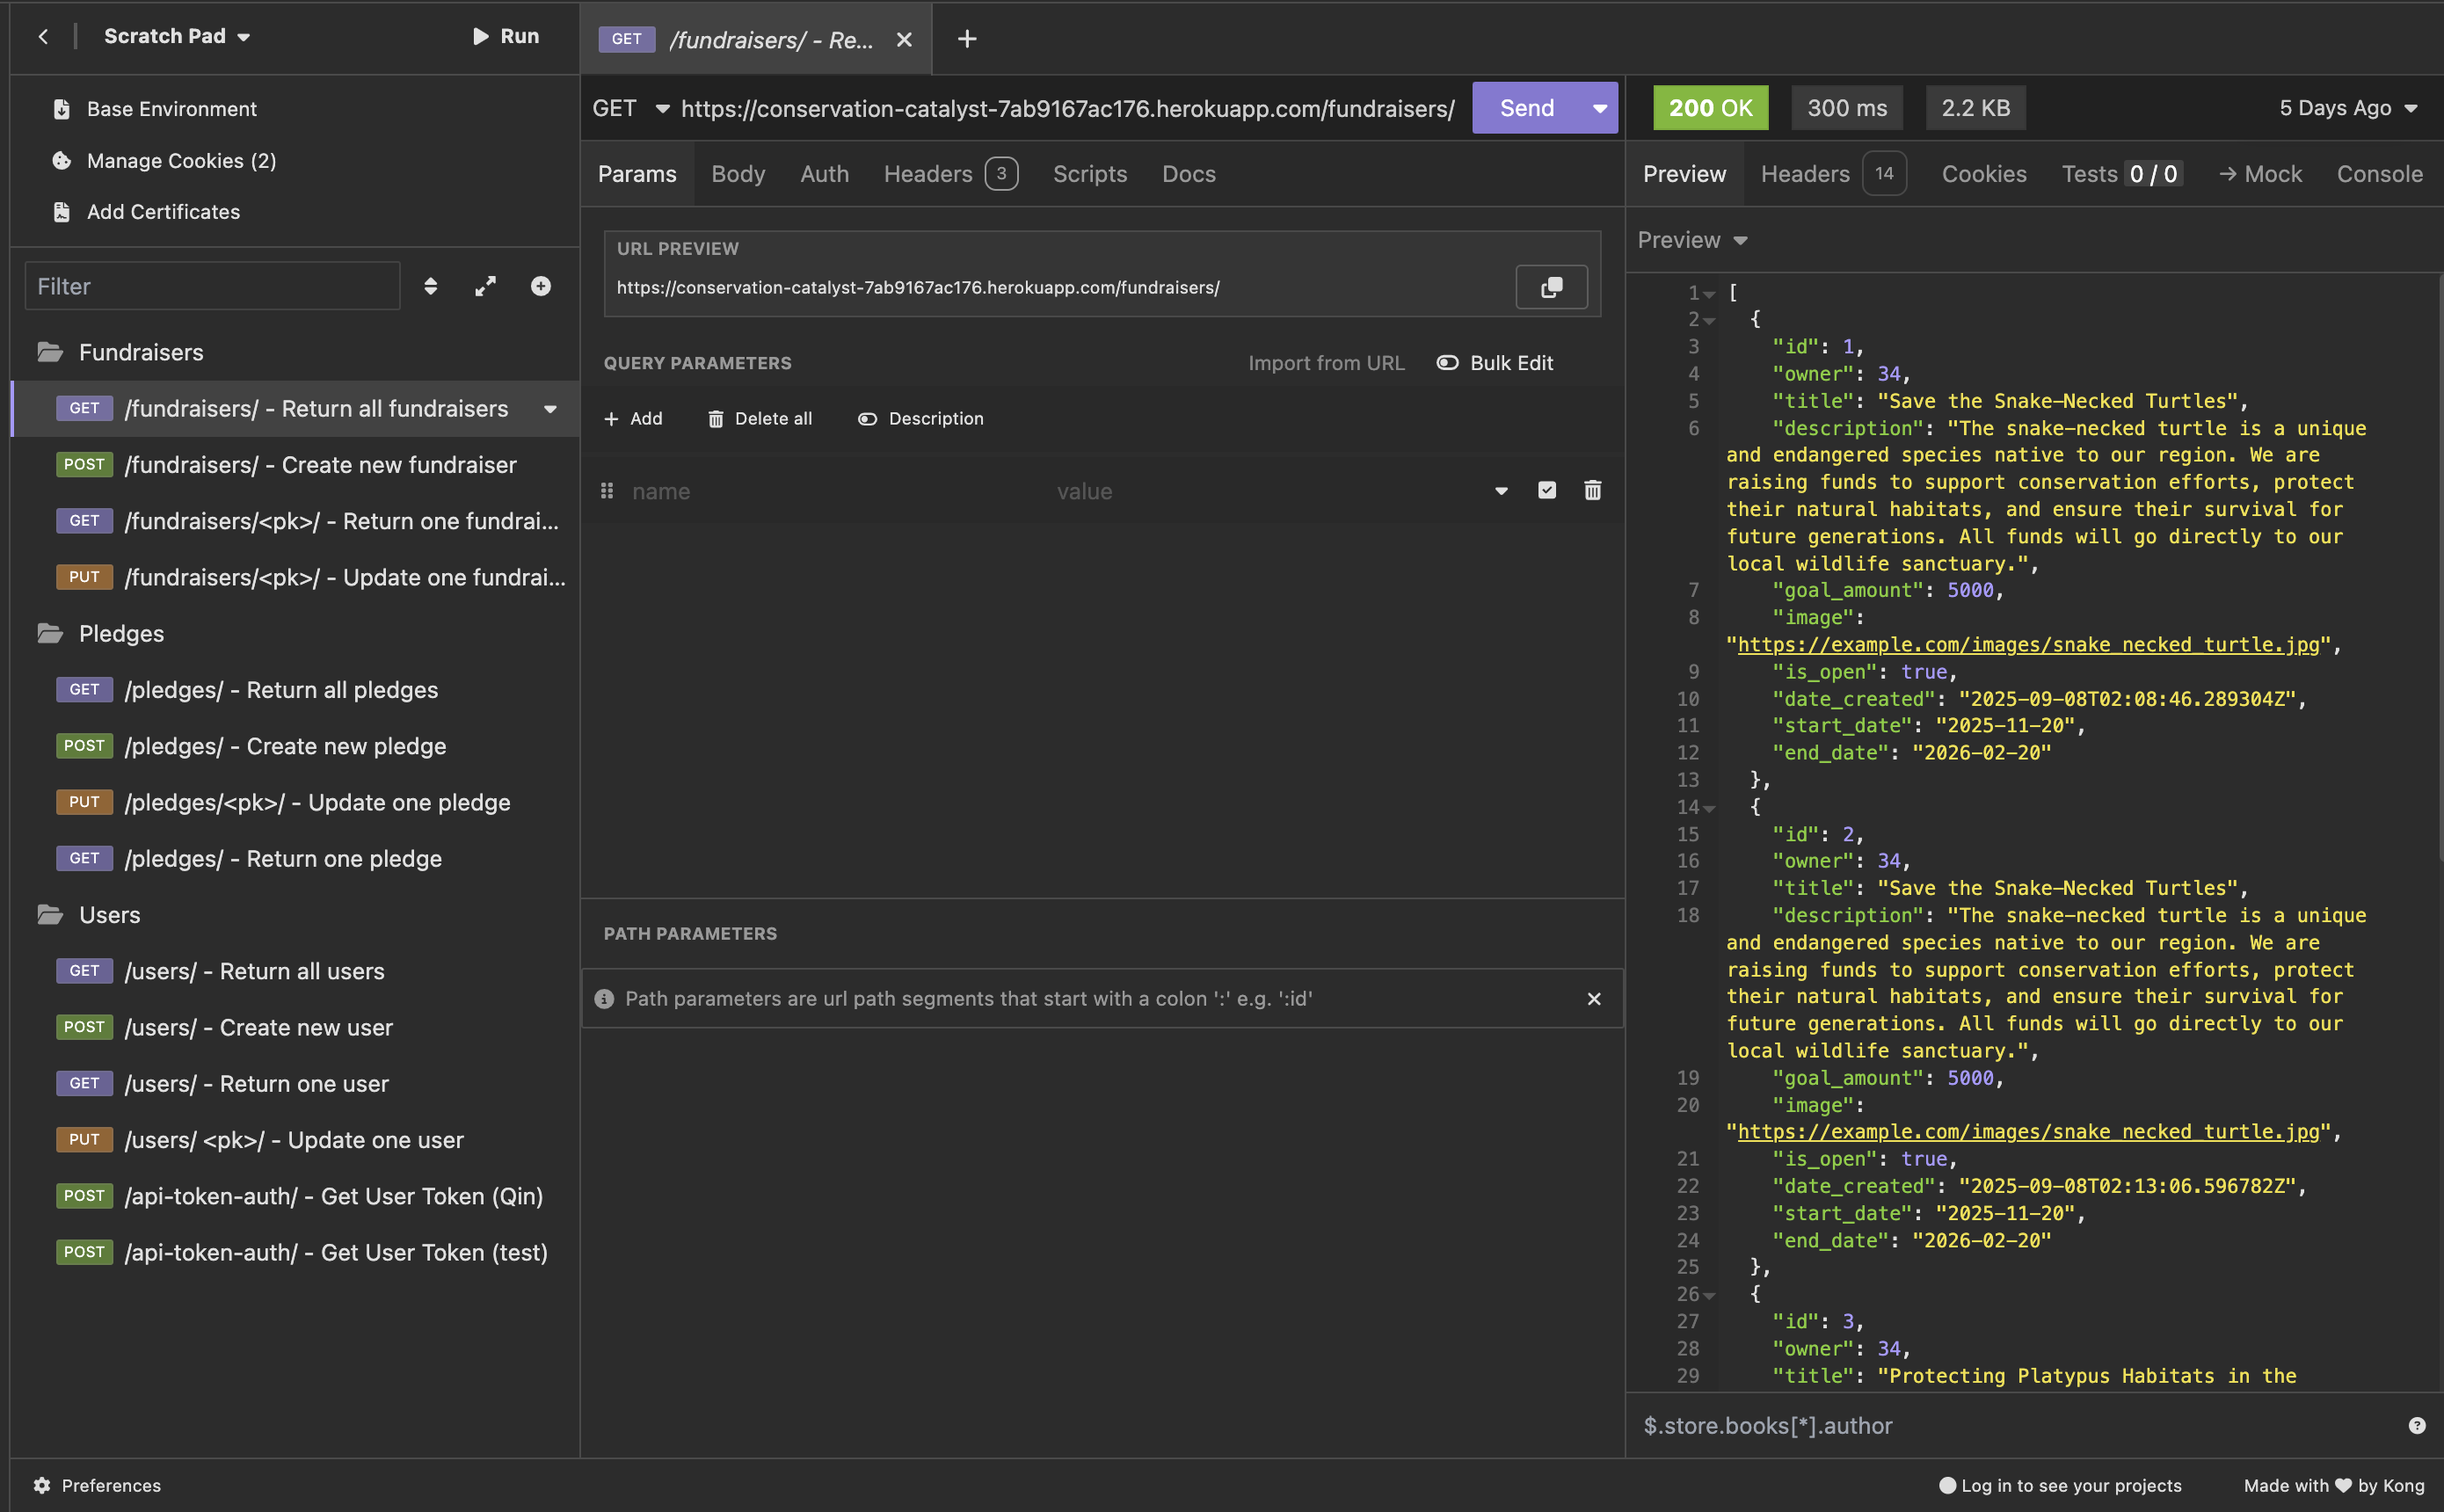 Scratch Pad
Run
Base Environment
Manage Cookies (2)
Add Certificates
Filter
Fundraisers
GET /fundraisers/ - Return all fundraisers
POST /fundraisers/ - Create new fundraiser
GET /fundraisers/<pk>/ - Return one fundrai...
PUT /fundraisers/<pk>/ - Update one fundrai...
Pledges
GET /pledges/ - Return all pledges
POST /pledges/ - Create new pledge
PUT /pledges/<pk>/ - Update one pledge
GET /pledges/ - Return one pledge
Users
GET /users/ - Return all users
POST /users/ - Create new user
GET /users/ - Return one user
PUT /users/ <pk>/ - Update one user
POST /api-token-auth/ - Get User Token (Qin)
POST /api-token-auth/ - Get User Token (test)
Preferences
GET /fundraisers/ - Re...
GET https://conservation-catalyst-7ab9167ac176.herokuapp.com/fundraisers/ Send
Params Body Auth Headers 3 Scripts Docs
URL PREVIEW
https://conservation-catalyst-7ab9167ac176.herokuapp.com/fundraisers/
QUERY PARAMETERS Import from URL Bulk Edit
Add Delete all Description
name value
PATH PARAMETERS
Path parameters are url path segments that start with a colon ':' e.g. ':id'
200 OK 300 ms 2.2 KB 5 Days Ago
Preview Headers 14 Cookies Tests 0 / 0 → Mock Console
Preview
1 [
2 {
3 "id": 1,
4 "owner": 34,
5 "title": "Save the Snake-Necked Turtles",
6 "description": "The snake-necked turtle is a unique
and endangered species native to our region. We are
raising funds to support conservation efforts, protect
their natural habitats, and ensure their survival for
future generations. All funds will go directly to our
local wildlife sanctuary.",
7 "goal_amount": 5000,
8 "image":
"https://example.com/images/snake_necked_turtle.jpg",
9 "is_open": true,
10 "date_created": "2025-09-08T02:08:46.289304Z",
11 "start_date": "2025-11-20",
12 "end_date": "2026-02-20"
13 },
14 {
15 "id": 2,
16 "owner": 34,
17 "title": "Save the Snake-Necked Turtles",
18 "description": "The snake-necked turtle is a unique
and endangered species native to our region. We are
raising funds to support conservation efforts, protect
their natural habitats, and ensure their survival for
future generations. All funds will go directly to our
local wildlife sanctuary.",
19 "goal_amount": 5000,
20 "image":
"https://example.com/images/snake_necked_turtle.jpg",
21 "is_open": true,
22 "date_created": "2025-09-08T02:13:06.596782Z",
23 "start_date": "2025-11-20",
24 "end_date": "2026-02-20"
25 },
26 {
27 "id": 3,
28 "owner": 34,
29 "title": "Protecting Platypus Habitats in the
$.store.books[*].author
Log in to see your projects
Made with ♥ by Kong